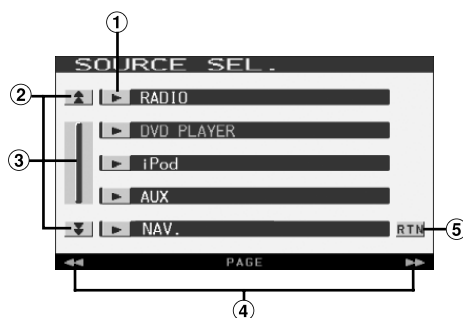 1
SOURCE SEL.
2
RADIO
DVD PLAYER
3
iPod
AUX
NAV.
RTN
5
PAGE
4